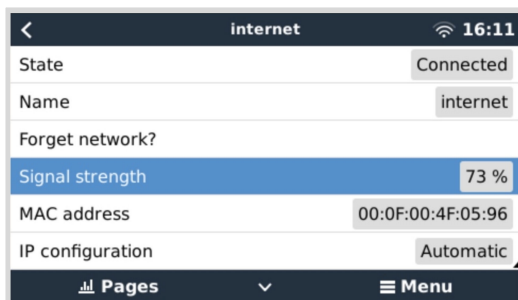 internet 16:11
State Connected
Name internet
Forget network?
Signal strength 73 %
MAC address 00:0F:00:4F:05:96
IP configuration Automatic
Pages Menu